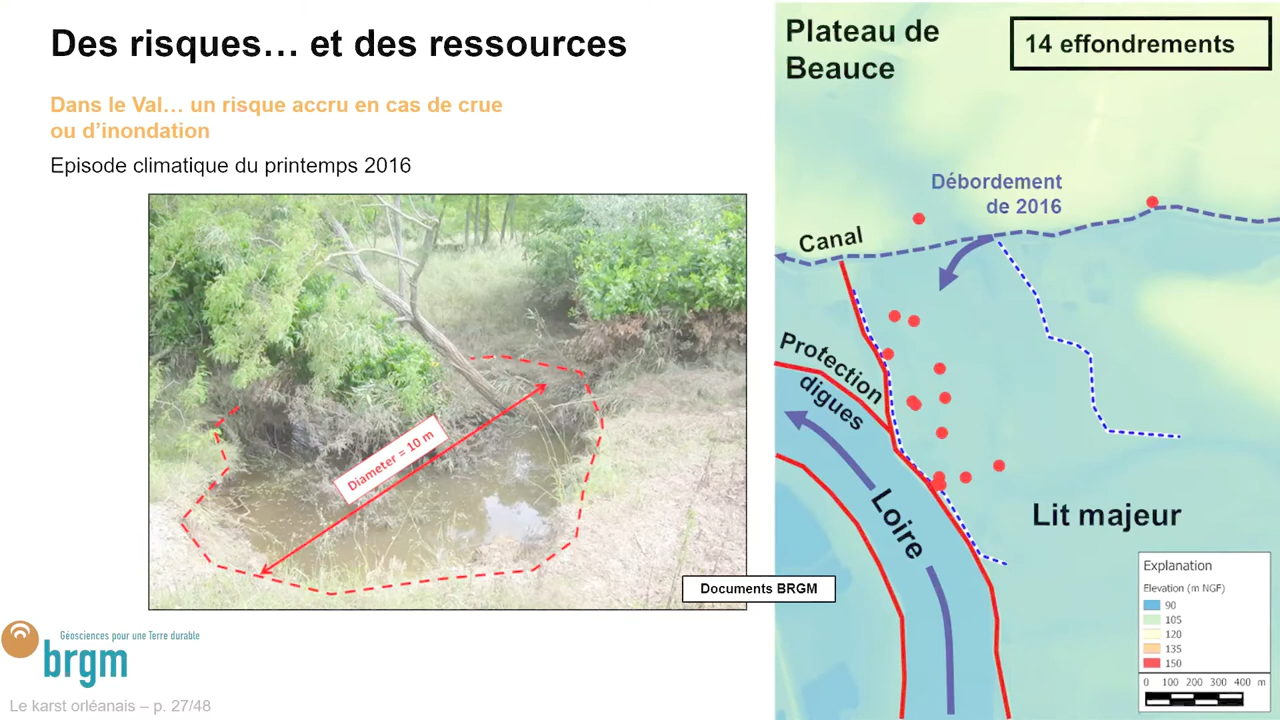 Des risques… et des ressources
Dans le Val… un risque accru en cas de crue
ou d’inondation
Episode climatique du printemps 2016
Diameter = 10 m
Documents BRGM
Géosciences pour une Terre durable
brgm
Le karst orléanais – p. 27/48
Plateau de
Beauce
14 effondrements
Débordement
de 2016
Canal
Protection
digues
Loire
Lit majeur
Explanation
Elevation (m NGF)
90
105
120
135
150
0 100 200 300 400 m